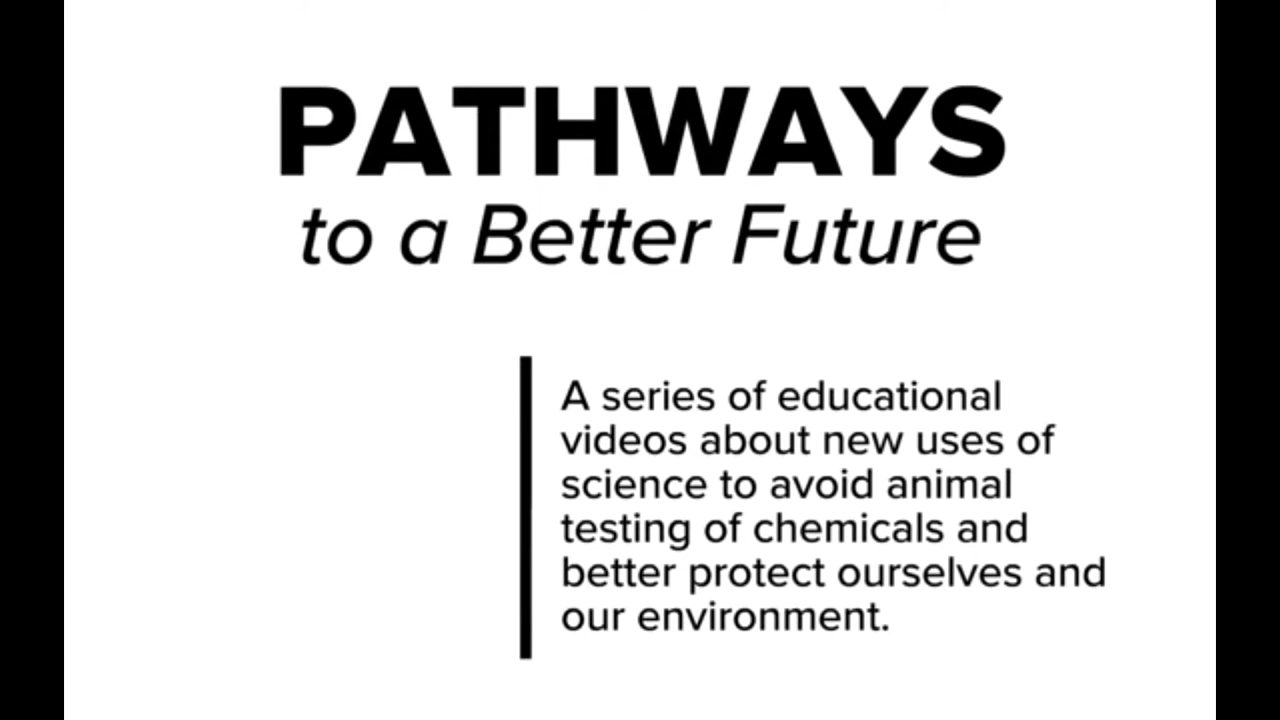 PATHWAYS
to a Better Future
A series of educational
videos about new uses of
science to avoid animal
testing of chemicals and
better protect ourselves and
our environment.